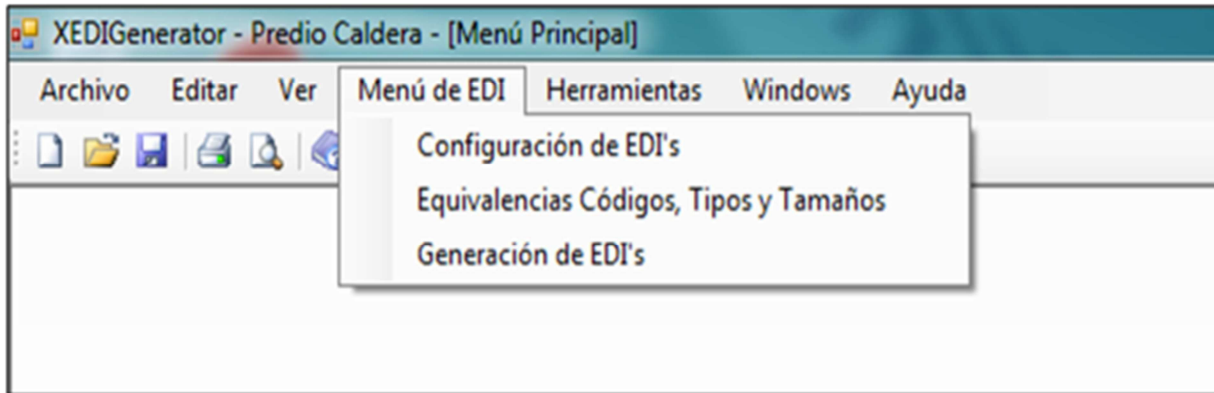 XEDIGenerator - Predio Caldera - [Menú Principal]
Archivo Editar Ver Menú de EDI Herramientas Windows Ayuda
Configuración de EDI's
Equivalencias Códigos, Tipos y Tamaños
Generación de EDI's